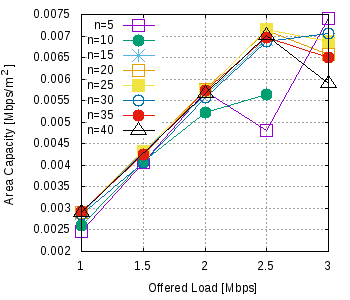 0.0075
0.007
0.0065
0.006
0.0055
0.005
0.0045
0.004
0.0035
0.003
0.0025
0.002
Area Capacity [Mbps/m²]
n=5
n=10
n=15
n=20
n=25
n=30
n=35
n=40
1 1.5 2 2.5 3
Offered Load [Mbps]